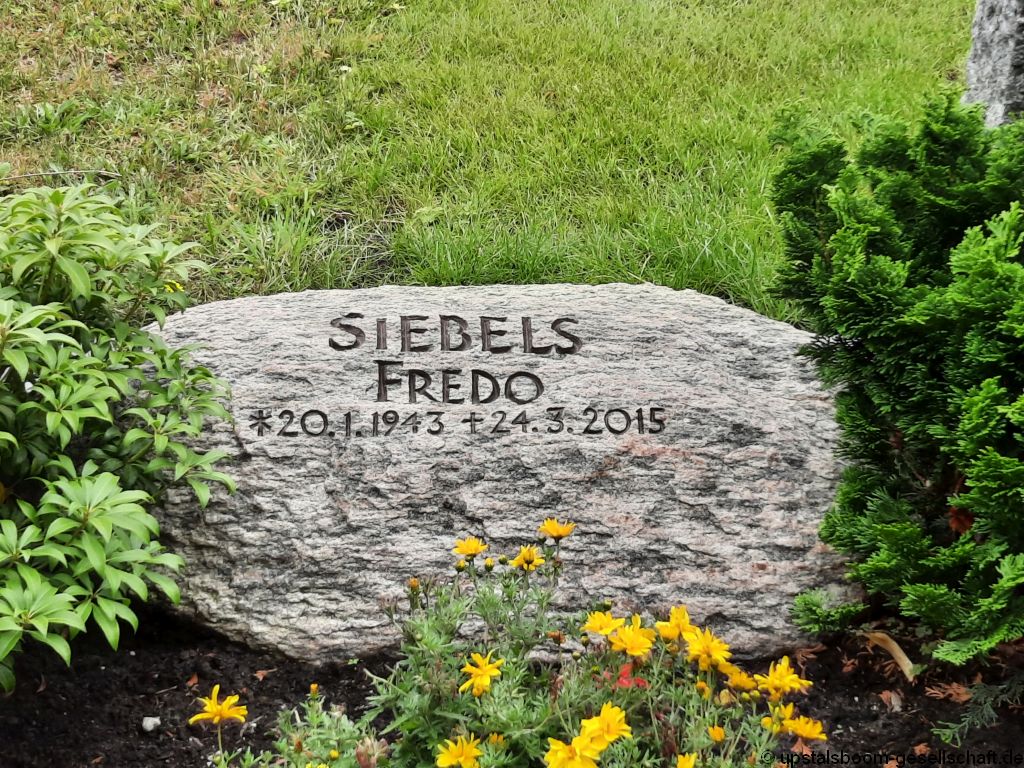 SIEBELS
FREDO
*20.1.1943 †24.3.2015
© upstalsboom-gesellschaft.de